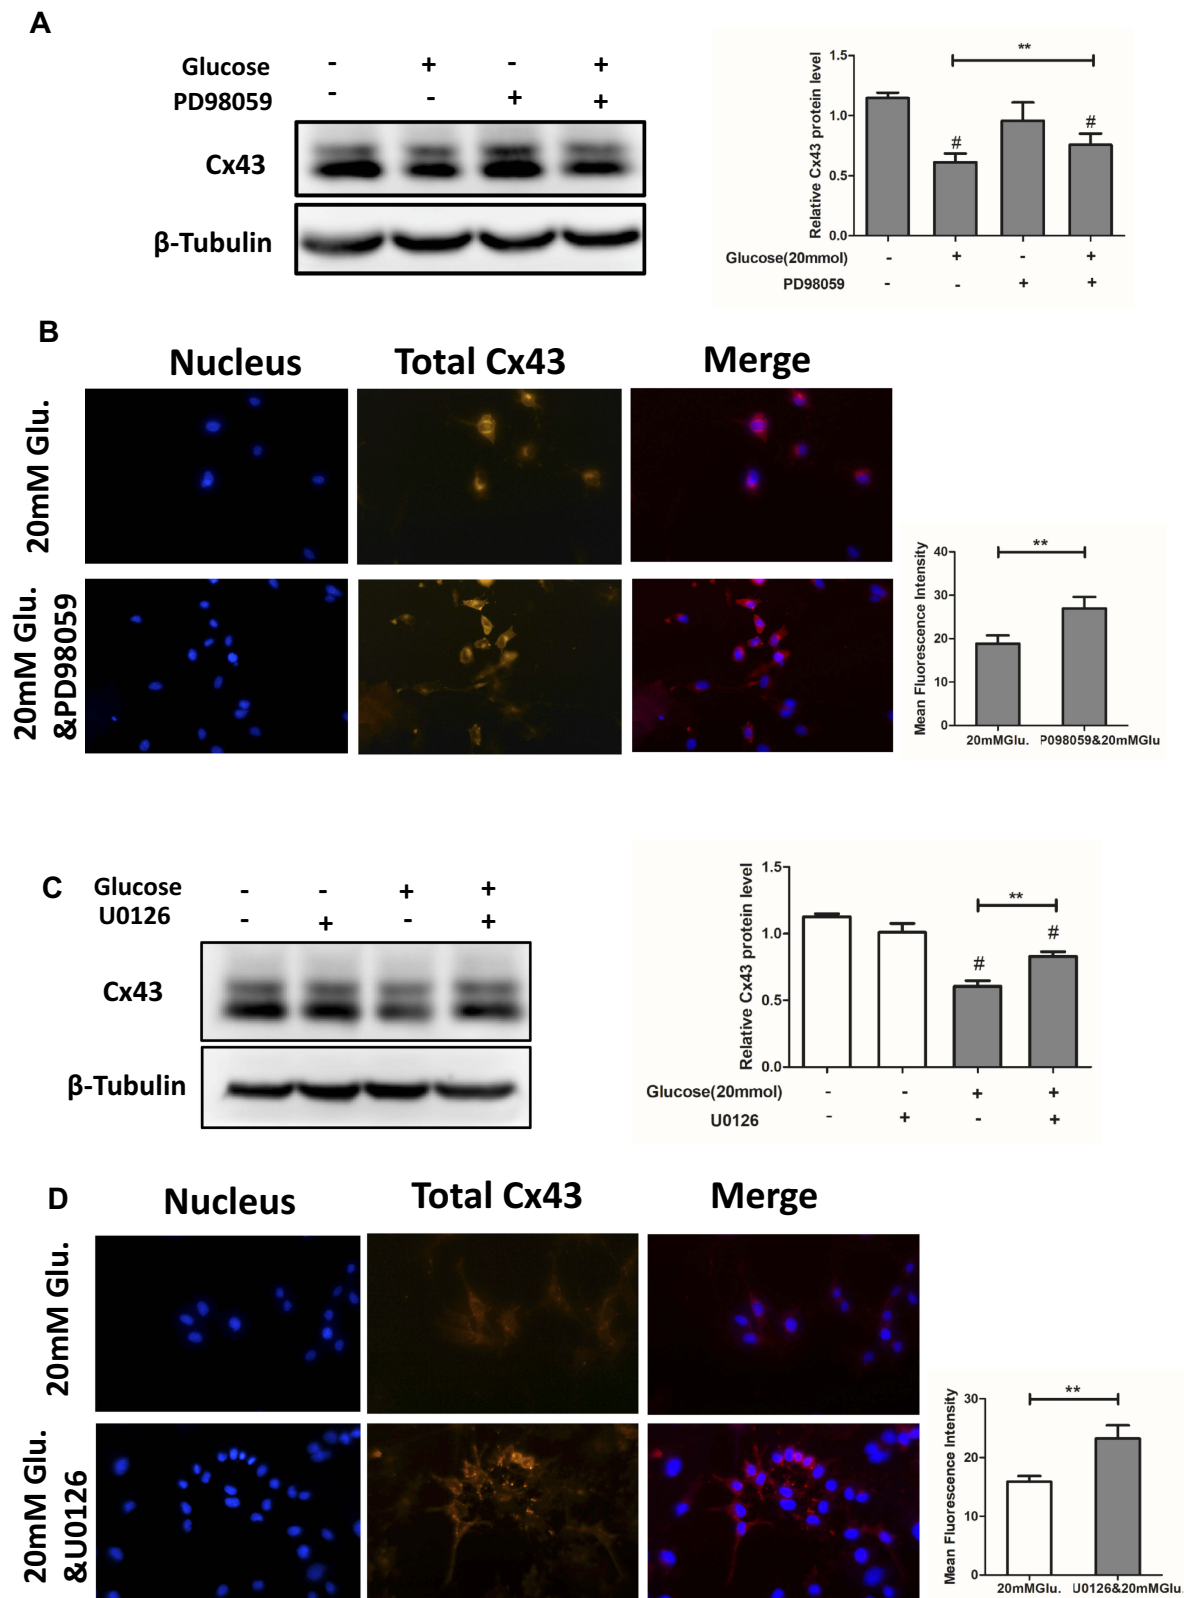 A
Glucose - + - +
PD98059 - - + +
Cx43
β-Tubulin
Relative Cx43 protein level
1.5
1.0
0.5
0.0
**
#
#
Glucose(20mmol) - + - +
PD98059 - - + +
B
Nucleus Total Cx43 Merge
20mM Glu.
20mM Glu.
&PD98059
Mean Fluorescence Intensity
40
30
20
10
0
**
20mMGlu. P098059&20mMGlu
C
Glucose - - + +
U0126 - + - +
Cx43
β-Tubulin
Relative Cx43 protein level
1.5
1.0
0.5
0.0
**
#
#
Glucose(20mmol) - - + +
U0126 - + - +
D
Nucleus Total Cx43 Merge
20mM Glu.
20mM Glu.
&U0126
Mean Fluorescence Intensity
30
20
10
0
**
20mMGlu. U0126&20mMGlu.